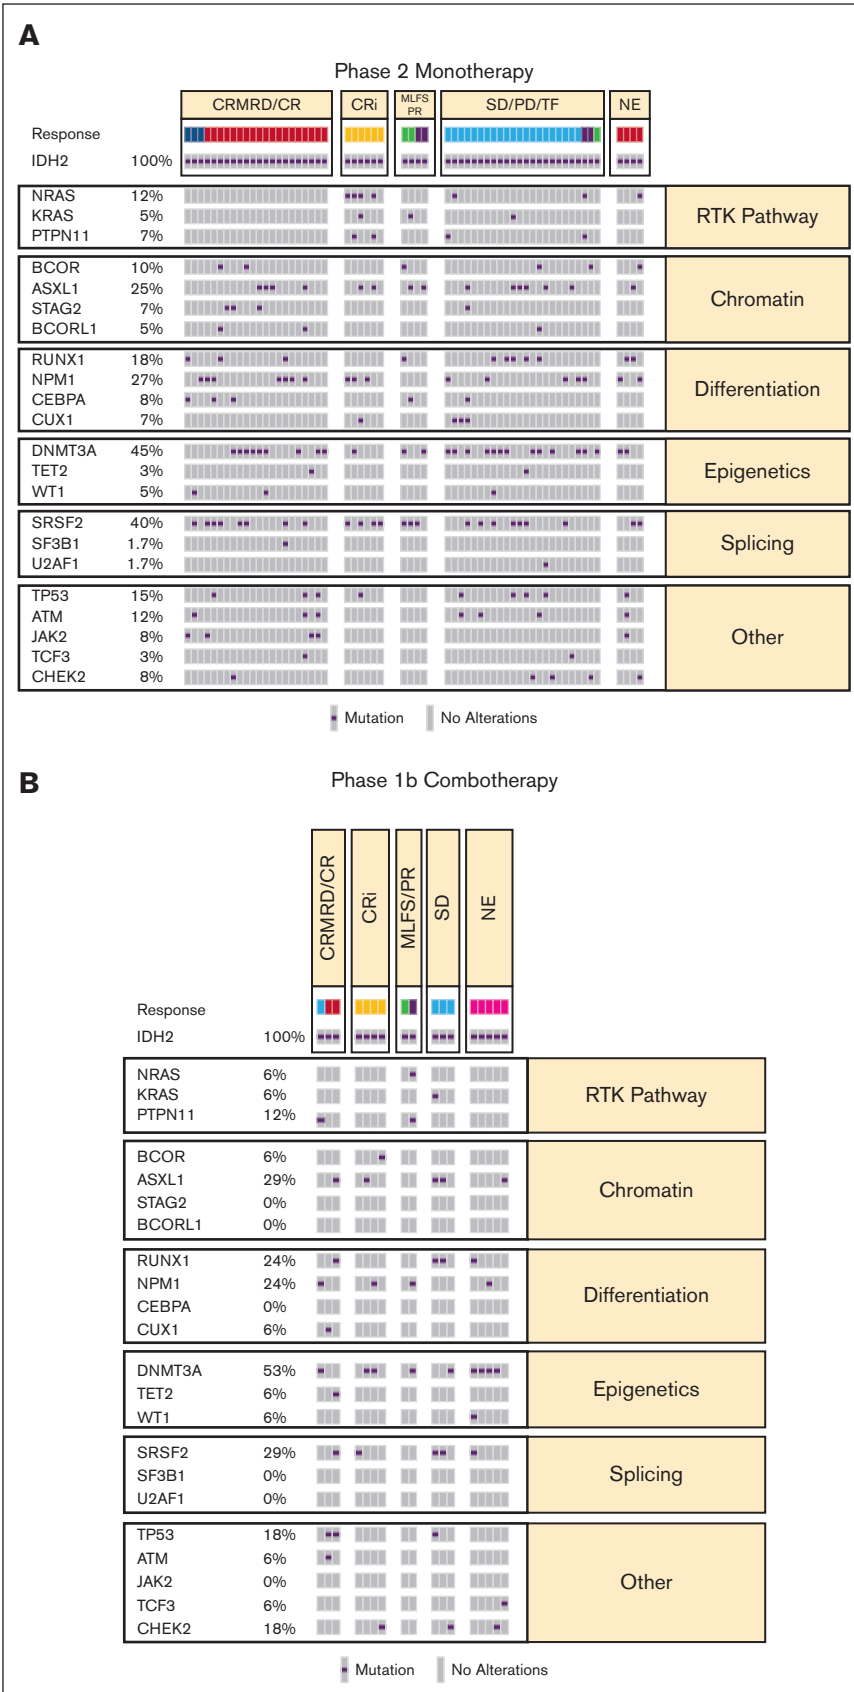 A
Phase 2 Monotherapy
CRMRD/CR CRi MLFS PR SD/PD/TF NE
Response
IDH2 100%
NRAS 12%
KRAS 5%
PTPN11 7%
RTK Pathway
BCOR 10%
ASXL1 25%
STAG2 7%
BCORL1 5%
Chromatin
RUNX1 18%
NPM1 27%
CEBPA 8%
CUX1 7%
Differentiation
DNMT3A 45%
TET2 3%
WT1 5%
Epigenetics
SRSF2 40%
SF3B1 1.7%
U2AF1 1.7%
Splicing
TP53 15%
ATM 12%
JAK2 8%
TCF3 3%
CHEK2 8%
Other
Mutation No Alterations
B
Phase 1b Combotherapy
CRMRD/CR CRi MLFS/PR SD NE
Response
IDH2 100%
NRAS 6%
KRAS 6%
PTPN11 12%
RTK Pathway
BCOR 6%
ASXL1 29%
STAG2 0%
BCORL1 0%
Chromatin
RUNX1 24%
NPM1 24%
CEBPA 0%
CUX1 6%
Differentiation
DNMT3A 53%
TET2 6%
WT1 6%
Epigenetics
SRSF2 29%
SF3B1 0%
U2AF1 0%
Splicing
TP53 18%
ATM 6%
JAK2 0%
TCF3 6%
CHEK2 18%
Other
Mutation No Alterations